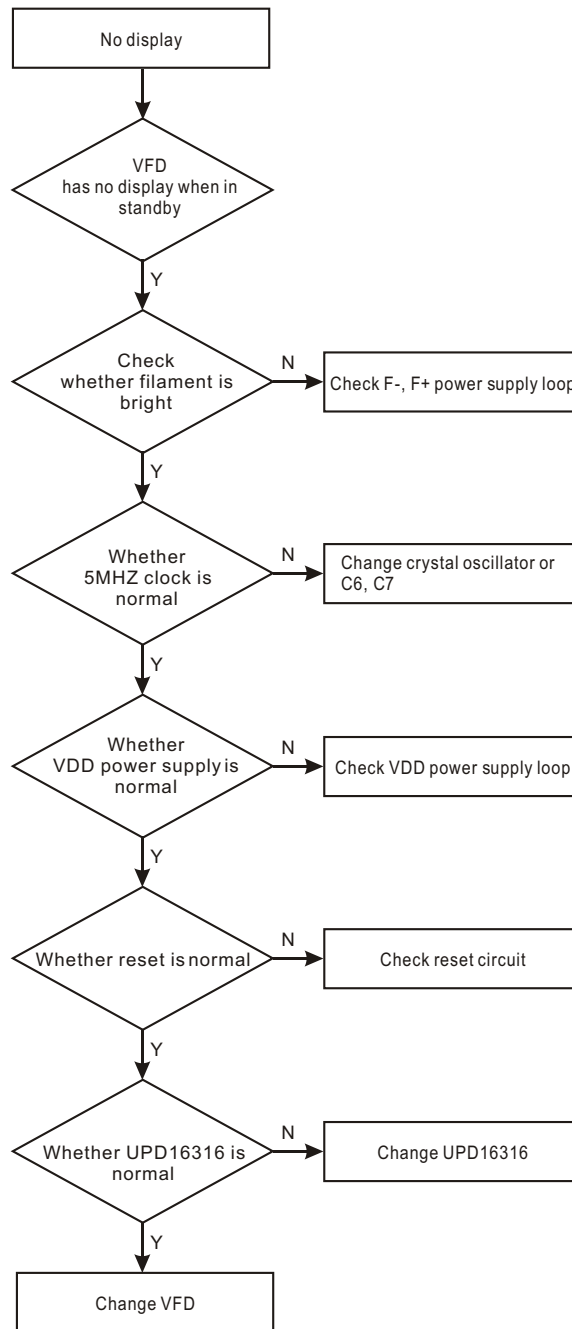 No display
VFD
has no display when in
standby
Y
Check
whether filament is
bright
N
Check F-, F+ power supply loop
Y
Whether
5MHZ clock is
normal
N
Change crystal oscillator or
C6, C7
Y
Whether
VDD power supply is
normal
N
Check VDD power supply loop
Y
Whether reset is normal
N
Check reset circuit
Y
Whether UPD16316 is
normal
N
Change UPD16316
Y
Change VFD